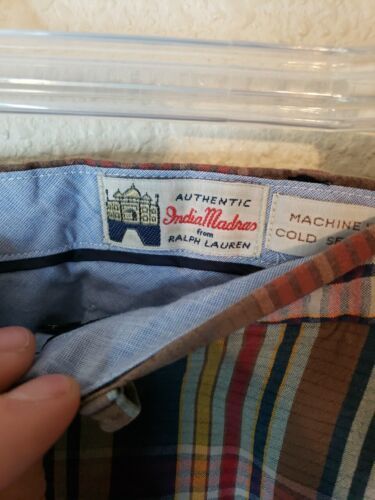 AUTHENTIC
India Madras
from
RALPH LAUREN
MACHINE
COLD